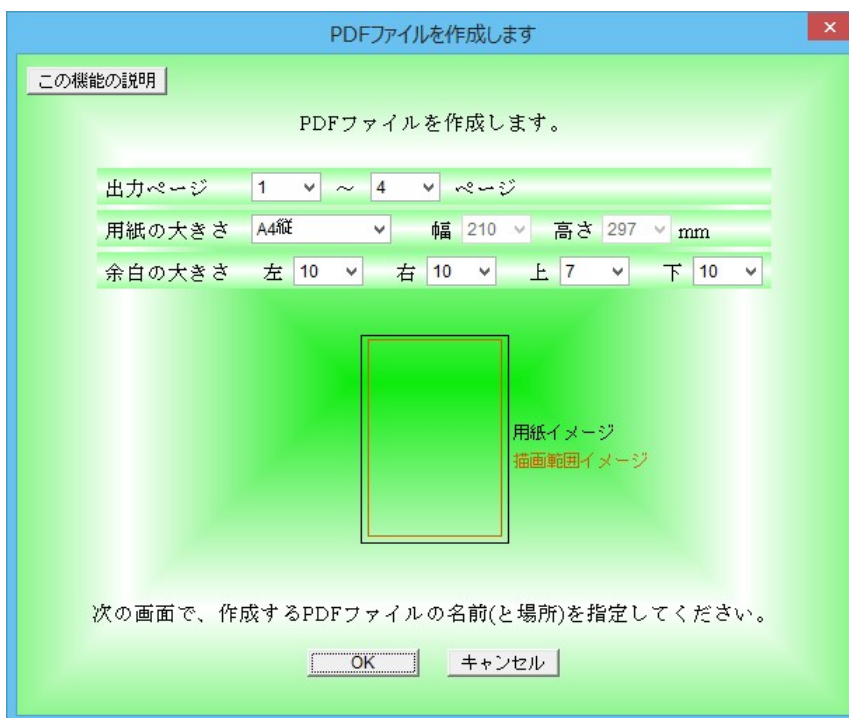 PDFファイルを作成します
×
この機能の説明
PDFファイルを作成します。
出力ページ 1 ～ 4 ページ
用紙の大きさ A4縦 幅 210 高さ 297 mm
余白の大きさ 左 10 右 10 上 7 下 10
用紙イメージ
描画範囲イメージ
次の画面で、作成するPDFファイルの名前(と場所)を指定してください。
OK キャンセル